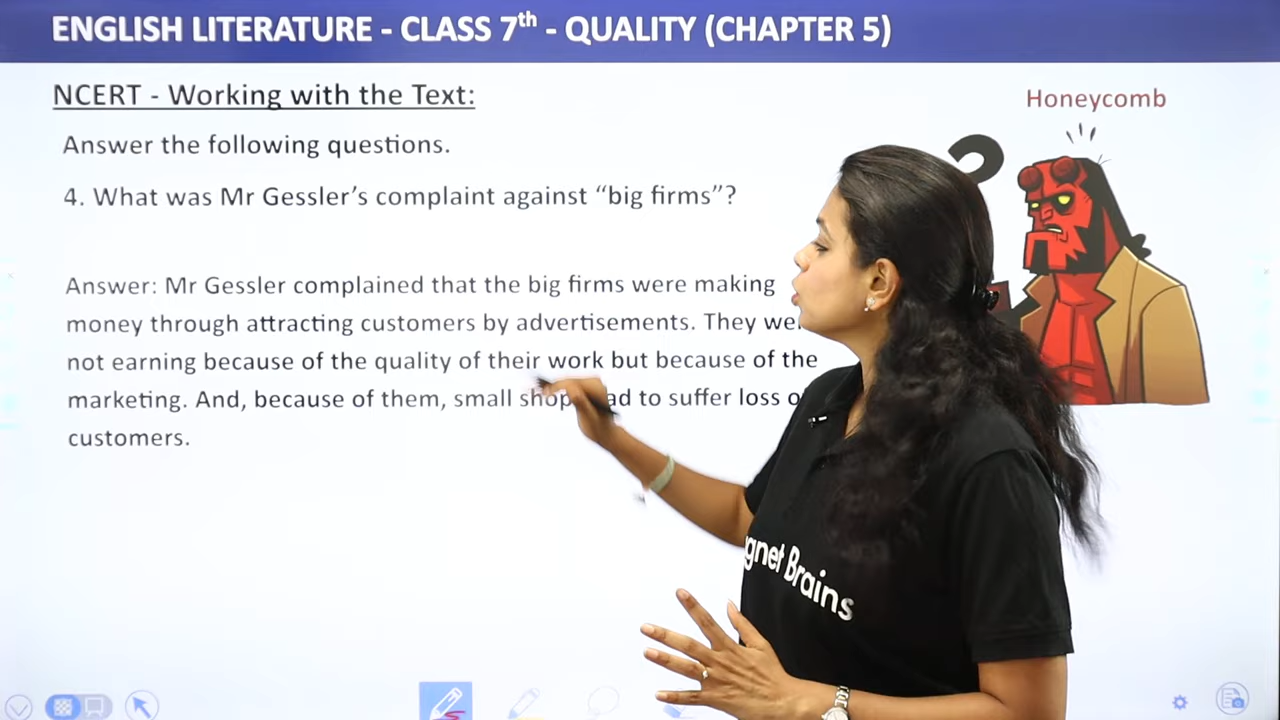 ENGLISH LITERATURE - CLASS 7th - QUALITY (CHAPTER 5)
NCERT - Working with the Text:
Honeycomb
Answer the following questions.
4. What was Mr Gessler’s complaint against “big firms”?
Answer: Mr Gessler complained that the big firms were making
money through attracting customers by advertisements. They
not earning because of the quality of their work but because of the
marketing. And, because of them, small to suffer loss
customers.
gnet Brains